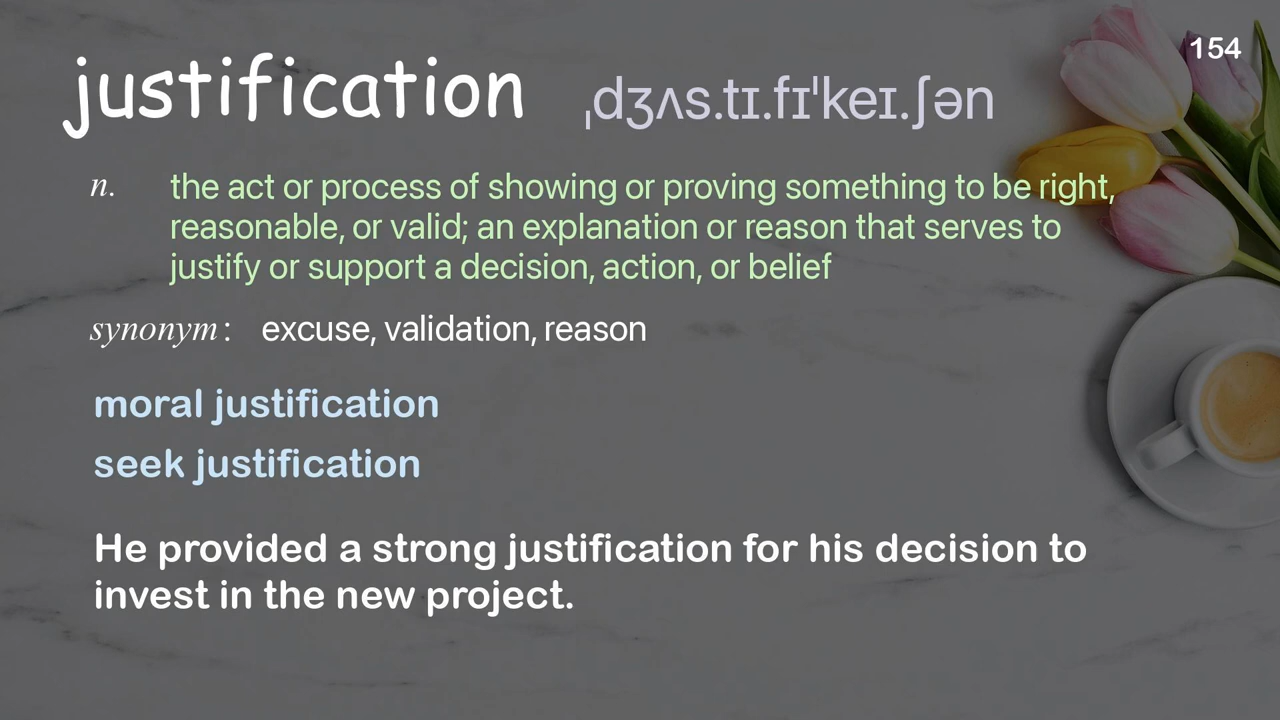 154
justification ˌdʒʌs.tɪ.fɪˈkeɪ.ʃən
n. the act or process of showing or proving something to be right,
reasonable, or valid; an explanation or reason that serves to
justify or support a decision, action, or belief
synonym: excuse, validation, reason
moral justification
seek justification
He provided a strong justification for his decision to
invest in the new project.